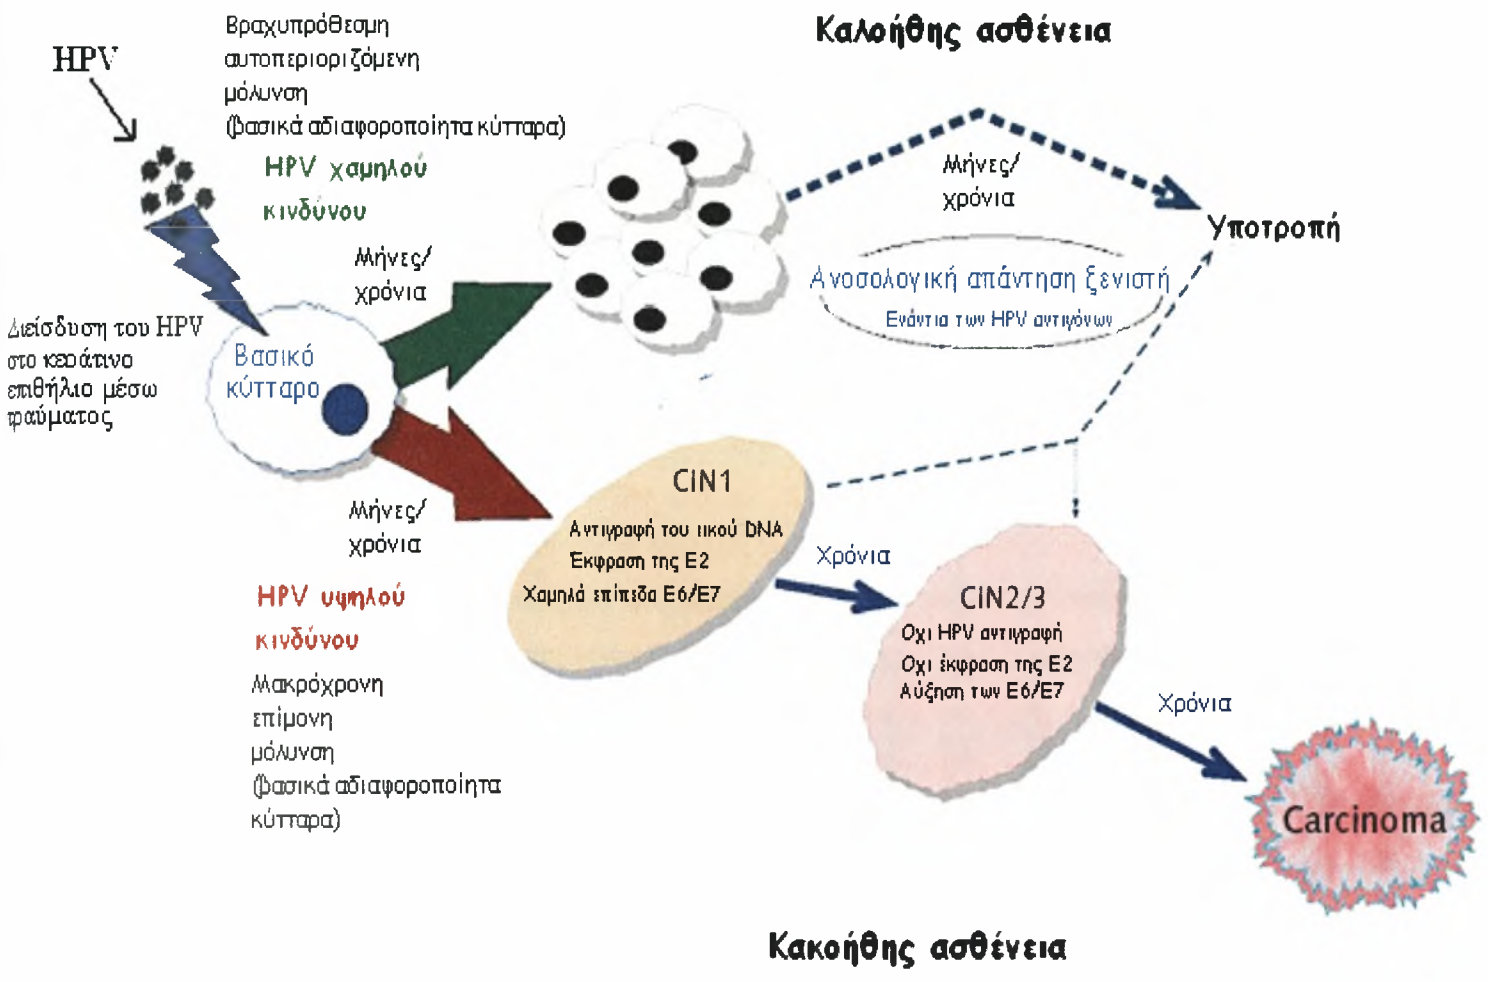 HPV
Βραχυπρόθεσμη
αυτοπεριοριζόμενη
μόλυνση
(βασικά αδιαφοροποίητα κύτταρα)
HPV χαμηλού
κινδύνου
Καλοήθης ασθένεια
Μήνες/
χρόνια
Μήνες/
χρόνια
Υποτροπή
Ανοσολογική απάντηση ξενιστή
Ενάντια των HPV αντιγόνων
Διείσδυση του HPV
στο κεράτινο
επιθήλιο μέσω
τραύματος
Βασικό
κύτταρο
Μήνες/
χρόνια
HPV υψηλού
κινδύνου
Μακρόχρονη
επίμονη
μόλυνση
(βασικά αδιαφοροποίητα
κύτταρα)
CIN1
Αντιγραφή του ιικού DNA
Έκφραση της E2
Χαμηλά επίπεδα E6/E7
Χρόνια
CIN2/3
Οχι HPV αντιγραφή
Οχι έκφραση της E2
Αύξηση των E6/E7
Χρόνια
Carcinoma
Κακοήθης ασθένεια